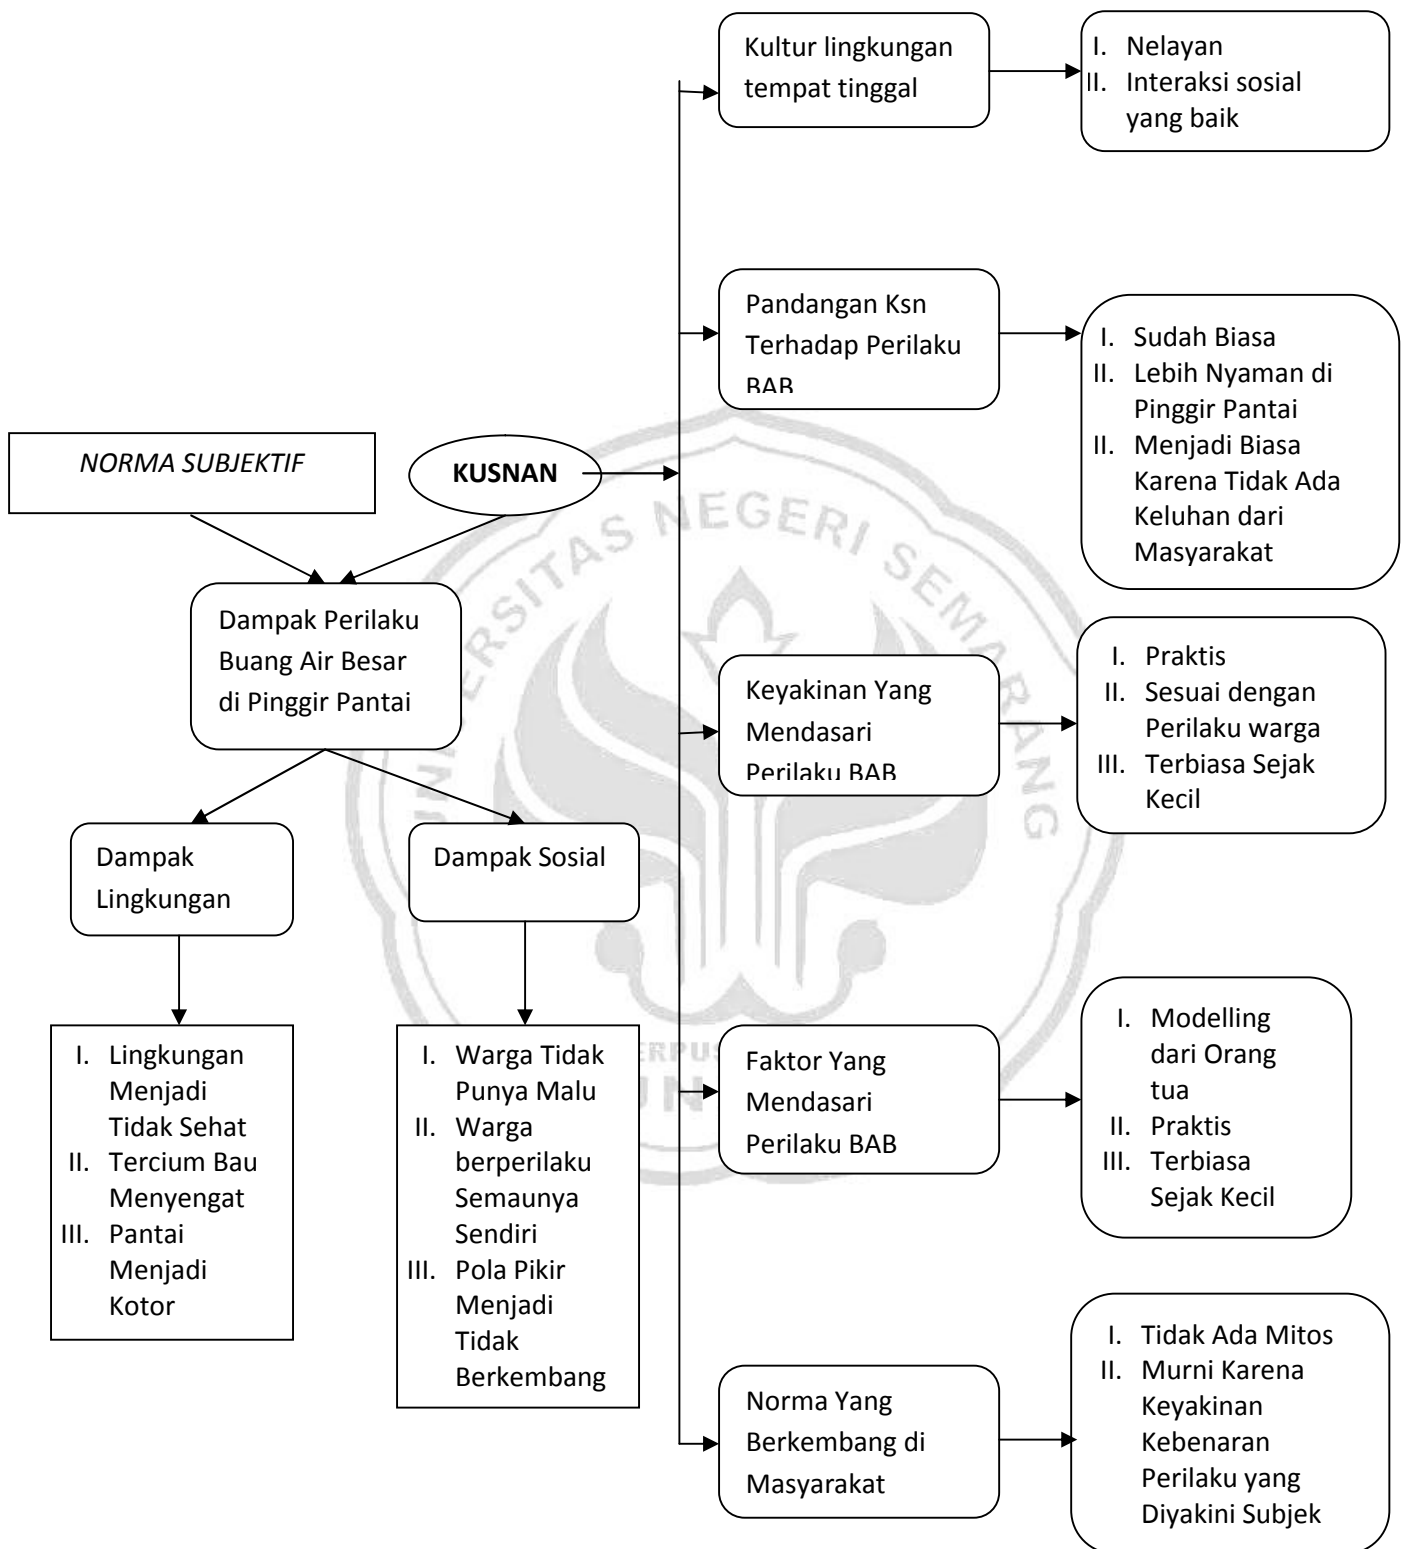 Kultur lingkungan
tempat tinggal
I. Nelayan
II. Interaksi sosial
yang baik
Pandangan Ksn
Terhadap Perilaku
BAB
I. Sudah Biasa
II. Lebih Nyaman di
Pinggir Pantai
II. Menjadi Biasa
Karena Tidak Ada
Keluhan dari
Masyarakat
NORMA SUBJEKTIF
KUSNAN
UNIVERSITAS NEGERI SEMARANG
Dampak Perilaku
Buang Air Besar
di Pinggir Pantai
Keyakinan Yang
Mendasari
Perilaku BAB
I. Praktis
II. Sesuai dengan
Perilaku warga
III. Terbiasa Sejak
Kecil
Dampak
Lingkungan
Dampak Sosial
I. Lingkungan
Menjadi
Tidak Sehat
II. Tercium Bau
Menyengat
III. Pantai
Menjadi
Kotor
I. Warga Tidak
Punya Malu
II. Warga
berperilaku
Semaunya
Sendiri
III. Pola Pikir
Menjadi
Tidak
Berkembang
Faktor Yang
Mendasari
Perilaku BAB
I. Modelling
dari Orang
tua
II. Praktis
III. Terbiasa
Sejak Kecil
Norma Yang
Berkembang di
Masyarakat
I. Tidak Ada Mitos
II. Murni Karena
Keyakinan
Kebenaran
Perilaku yang
Diyakini Subjek